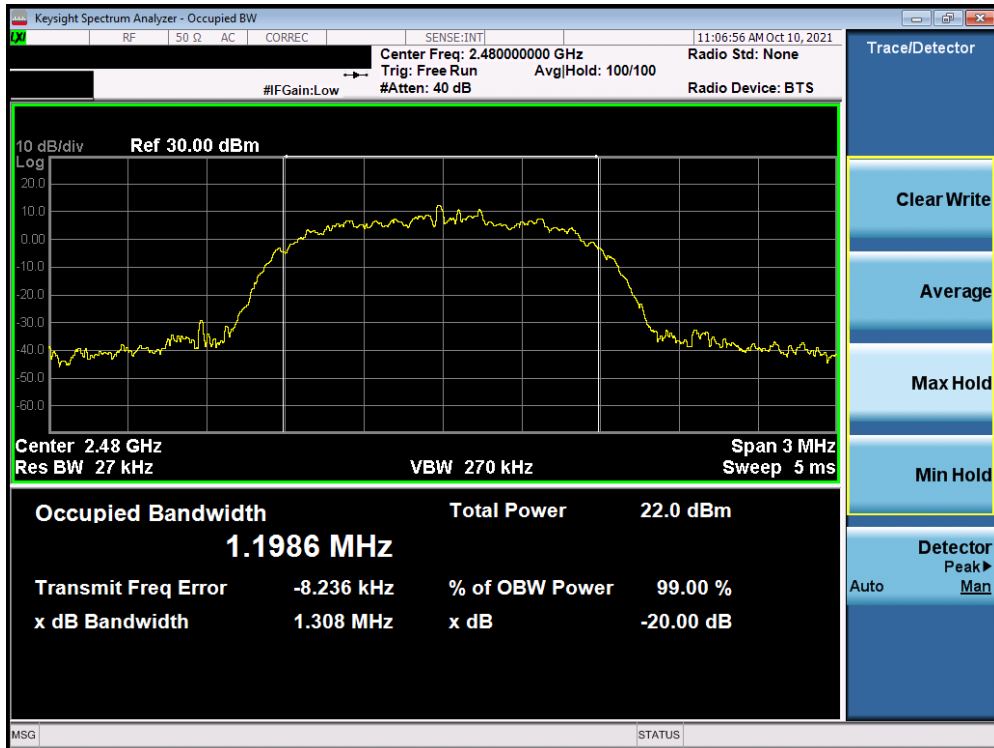 Keysight Spectrum Analyzer - Occupied BW
LXI RF 50 Ω AC CORREC SENSE:INT 11:06:56 AM Oct 10, 2021
Center Freq: 2.480000000 GHz Radio Std: None
Trig: Free Run Avg|Hold: 100/100
#IFGain:Low #Atten: 40 dB Radio Device: BTS
10 dB/div Ref 30.00 dBm
Log
20.0
10.0
0.00
-10.0
-20.0
-30.0
-40.0
-50.0
-60.0
Center 2.48 GHz Span 3 MHz
Res BW 27 kHz VBW 270 kHz Sweep 5 ms
Occupied Bandwidth Total Power 22.0 dBm
1.1986 MHz
Transmit Freq Error -8.236 kHz % of OBW Power 99.00 %
x dB Bandwidth 1.308 MHz x dB -20.00 dB
MSG STATUS
Trace/Detector
Clear Write
Average
Max Hold
Min Hold
Detector
Peak▶
Auto Man